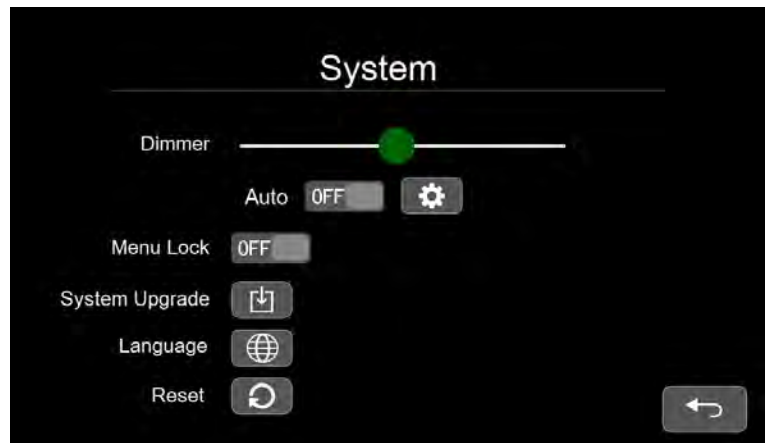 System
Dimmer
Auto OFF
Menu Lock OFF
System Upgrade
Language
Reset